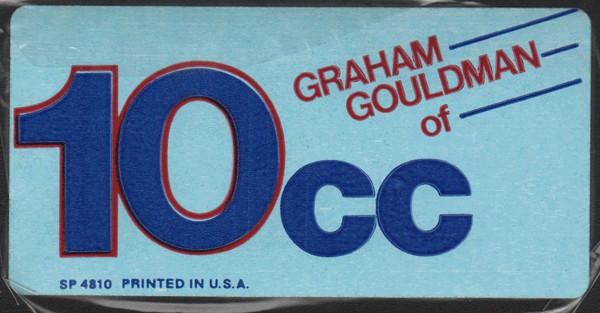 GRAHAM
GOULDMAN
of
10cc
SP 4810 PRINTED IN U.S.A.